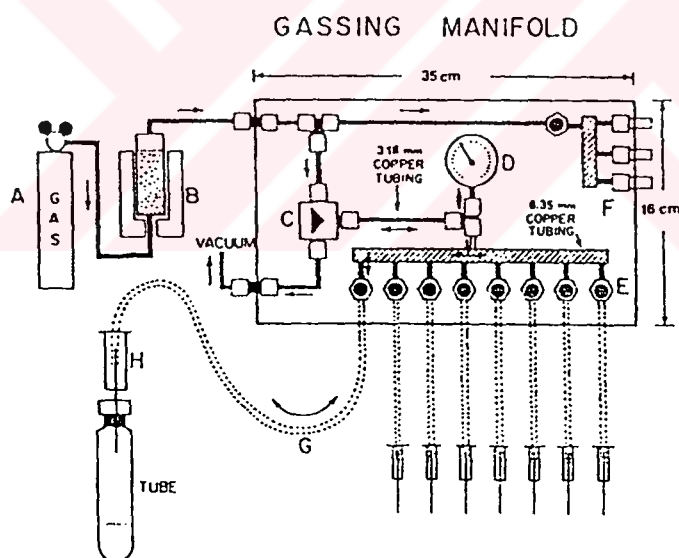 GASSING MANIFOLD
35 cm
A
GAS
B
3.18 mm
COPPER
TUBING
D
C
F
16 cm
6.35 mm
COPPER
TUBING
VACUUM
E
H
G
TUBE